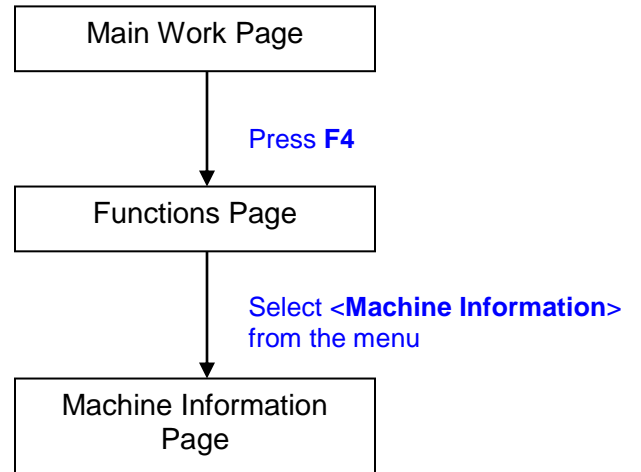 Main Work Page
Press F4
Functions Page
Select <Machine Information>
from the menu
Machine Information
Page